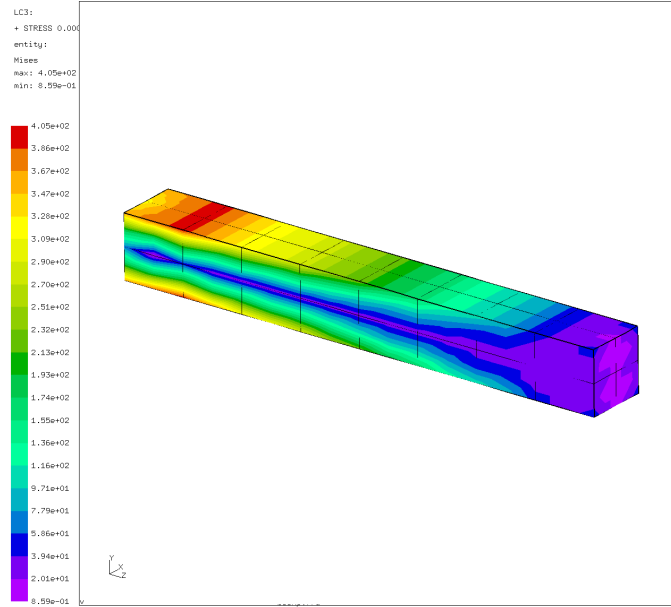 LC3:
+ STRESS 0.000
entity:
Mises
max: 4.05e+02
min: 8.59e-01
4.05e+02
3.86e+02
3.67e+02
3.47e+02
3.28e+02
3.09e+02
2.90e+02
2.70e+02
2.51e+02
2.32e+02
2.13e+02
1.93e+02
1.74e+02
1.55e+02
1.36e+02
1.16e+02
9.71e+01
7.79e+01
5.86e+01
3.94e+01
2.01e+01
8.59e-01
Y
X
Z
v